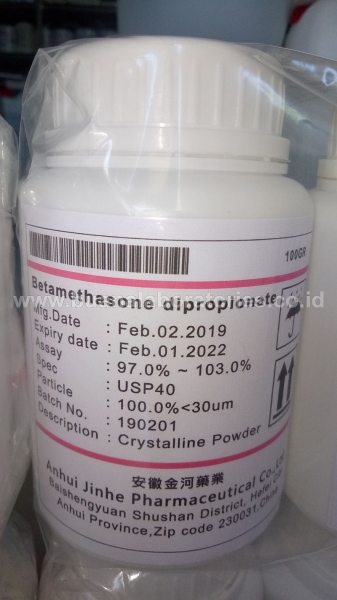 100GR
Betamethasone dipropionate
Mfg.Date : Feb.02.2019
Expiry date : Feb.01.2022
Assay : 97.0% ~ 103.0%
Spec : USP40
Particle : 100.0%<30um
Batch No. : 190201
Description : Crystalline Powder
安徽金河藥業
Anhui Jinhe Pharmaceutical Co.,Ltd
Baishengyuan Shushan District, Hefei City
Anhui Province,Zip code 230031,China